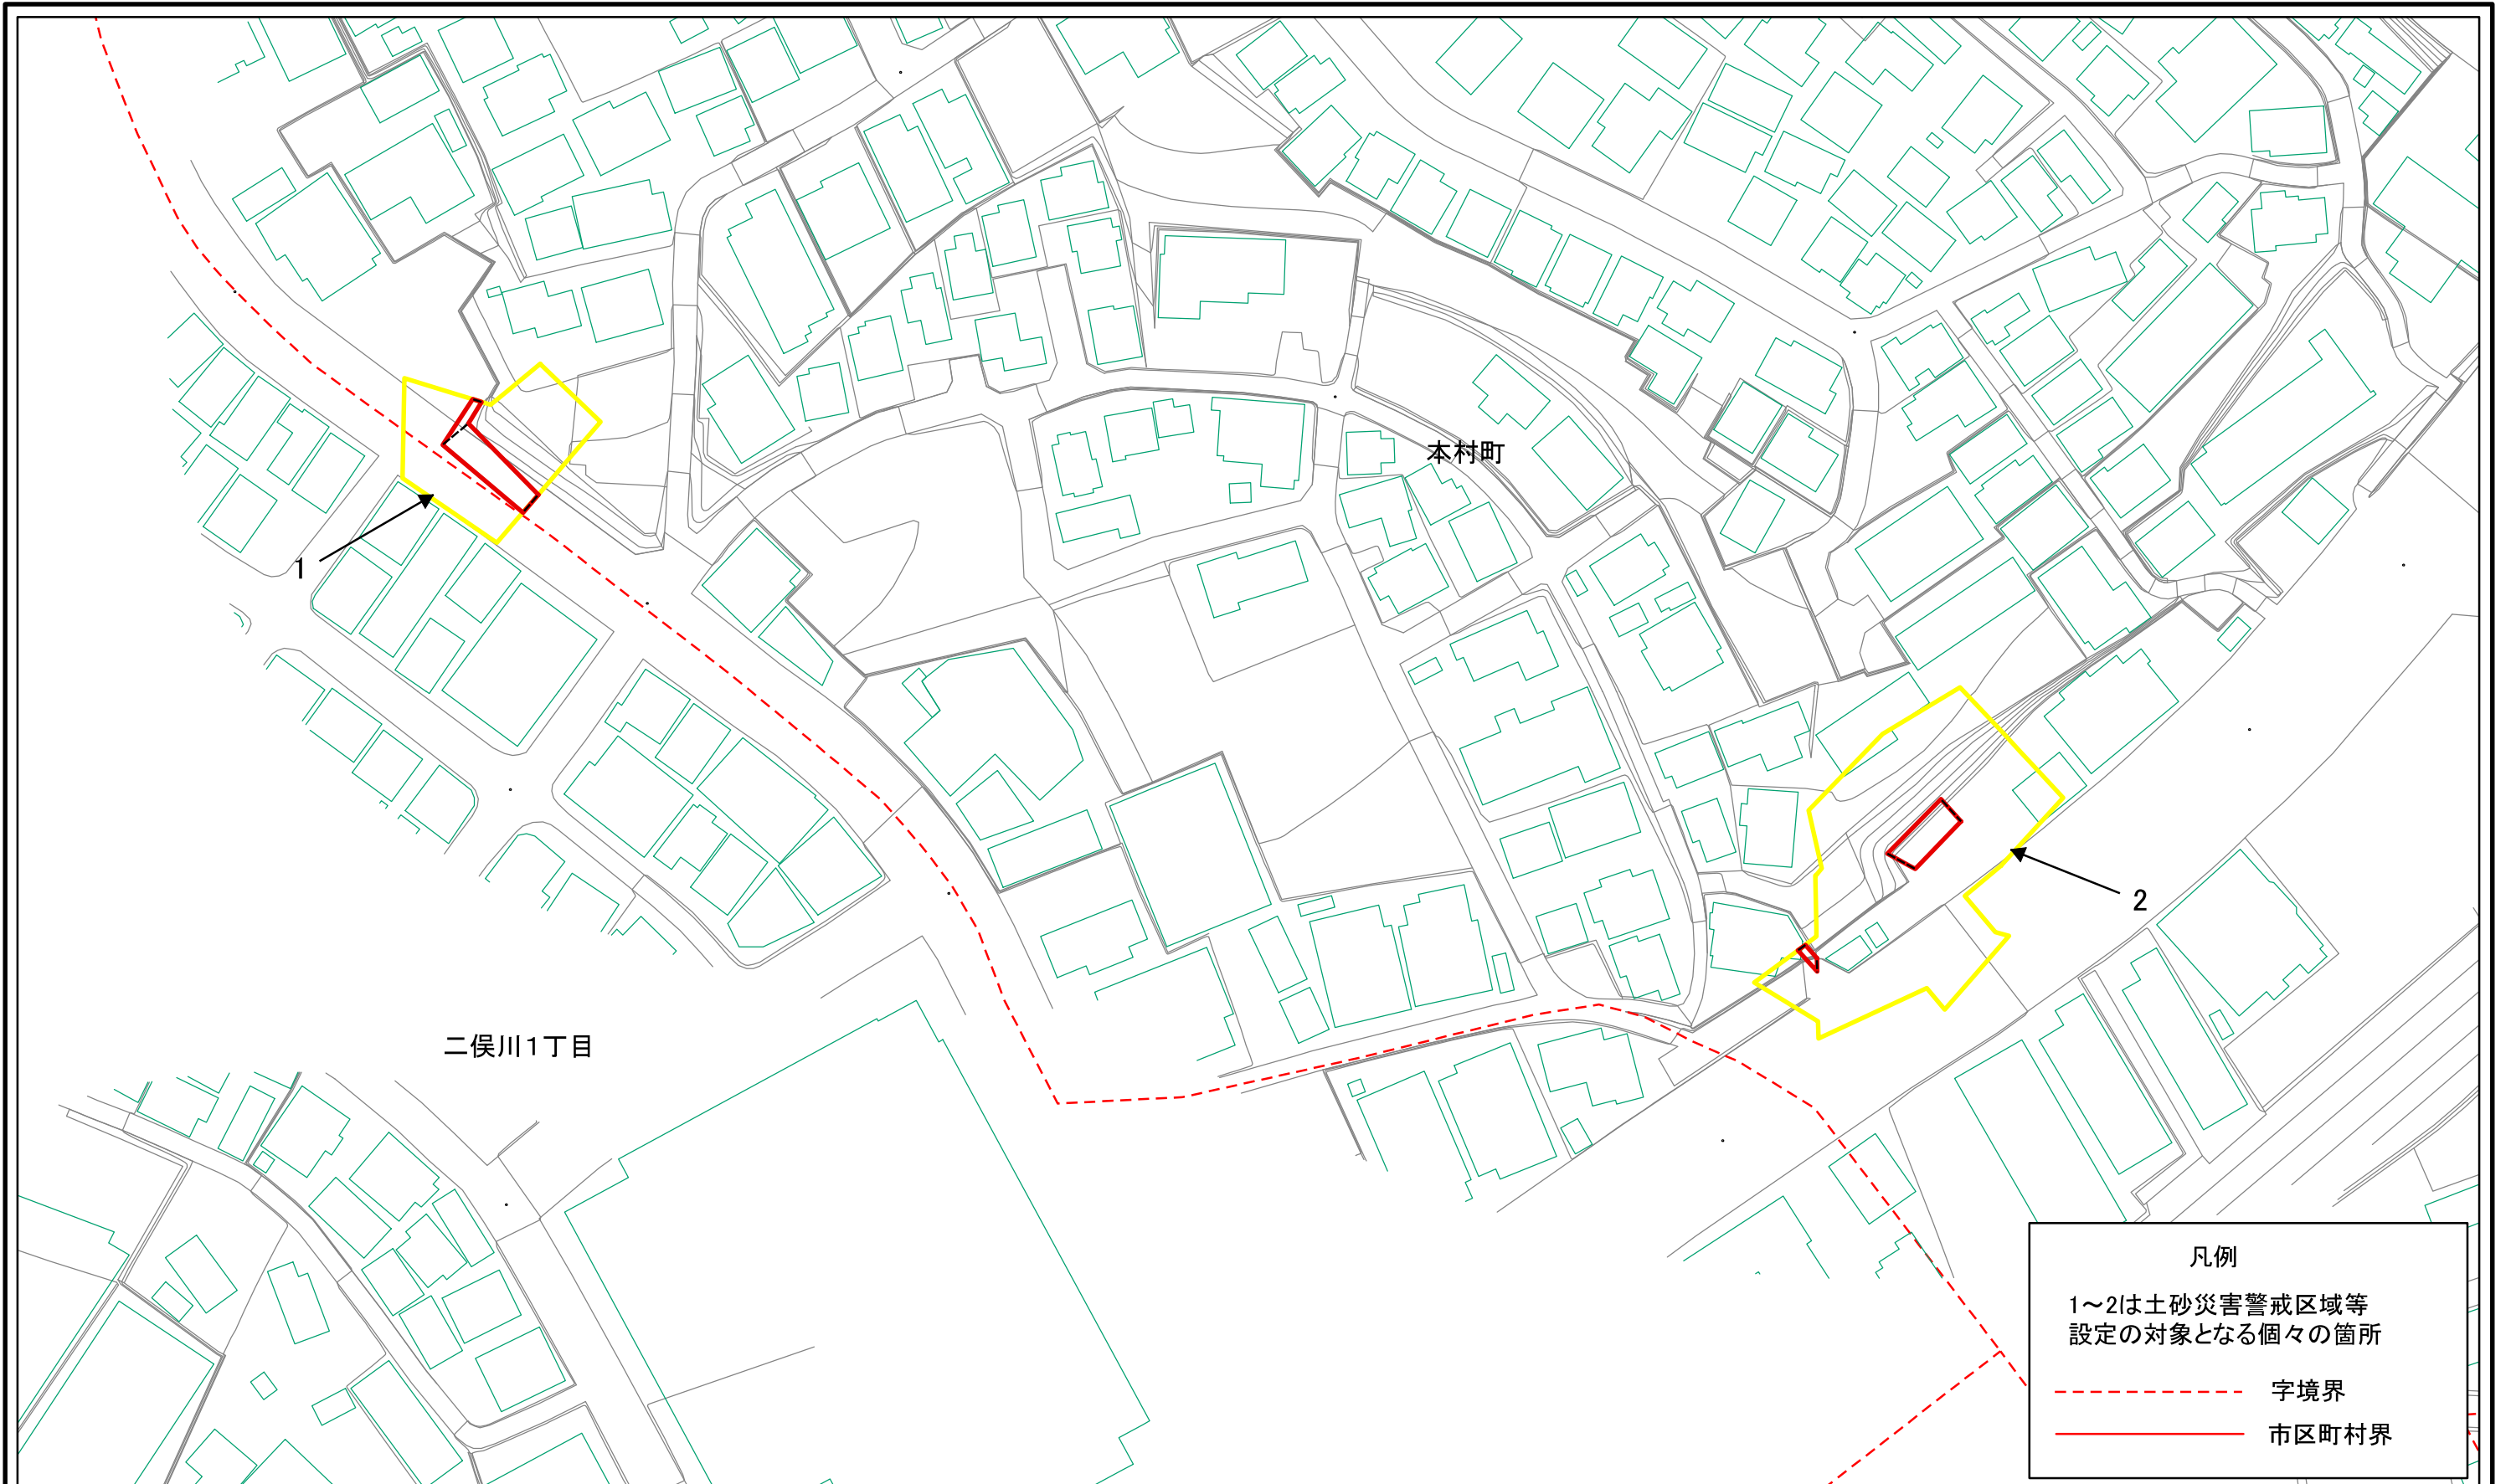 本村町
1
2
二俣川１丁目
凡例
1～2は土砂災害警戒区域等
設定の対象となる個々の箇所
字境界
市区町村界